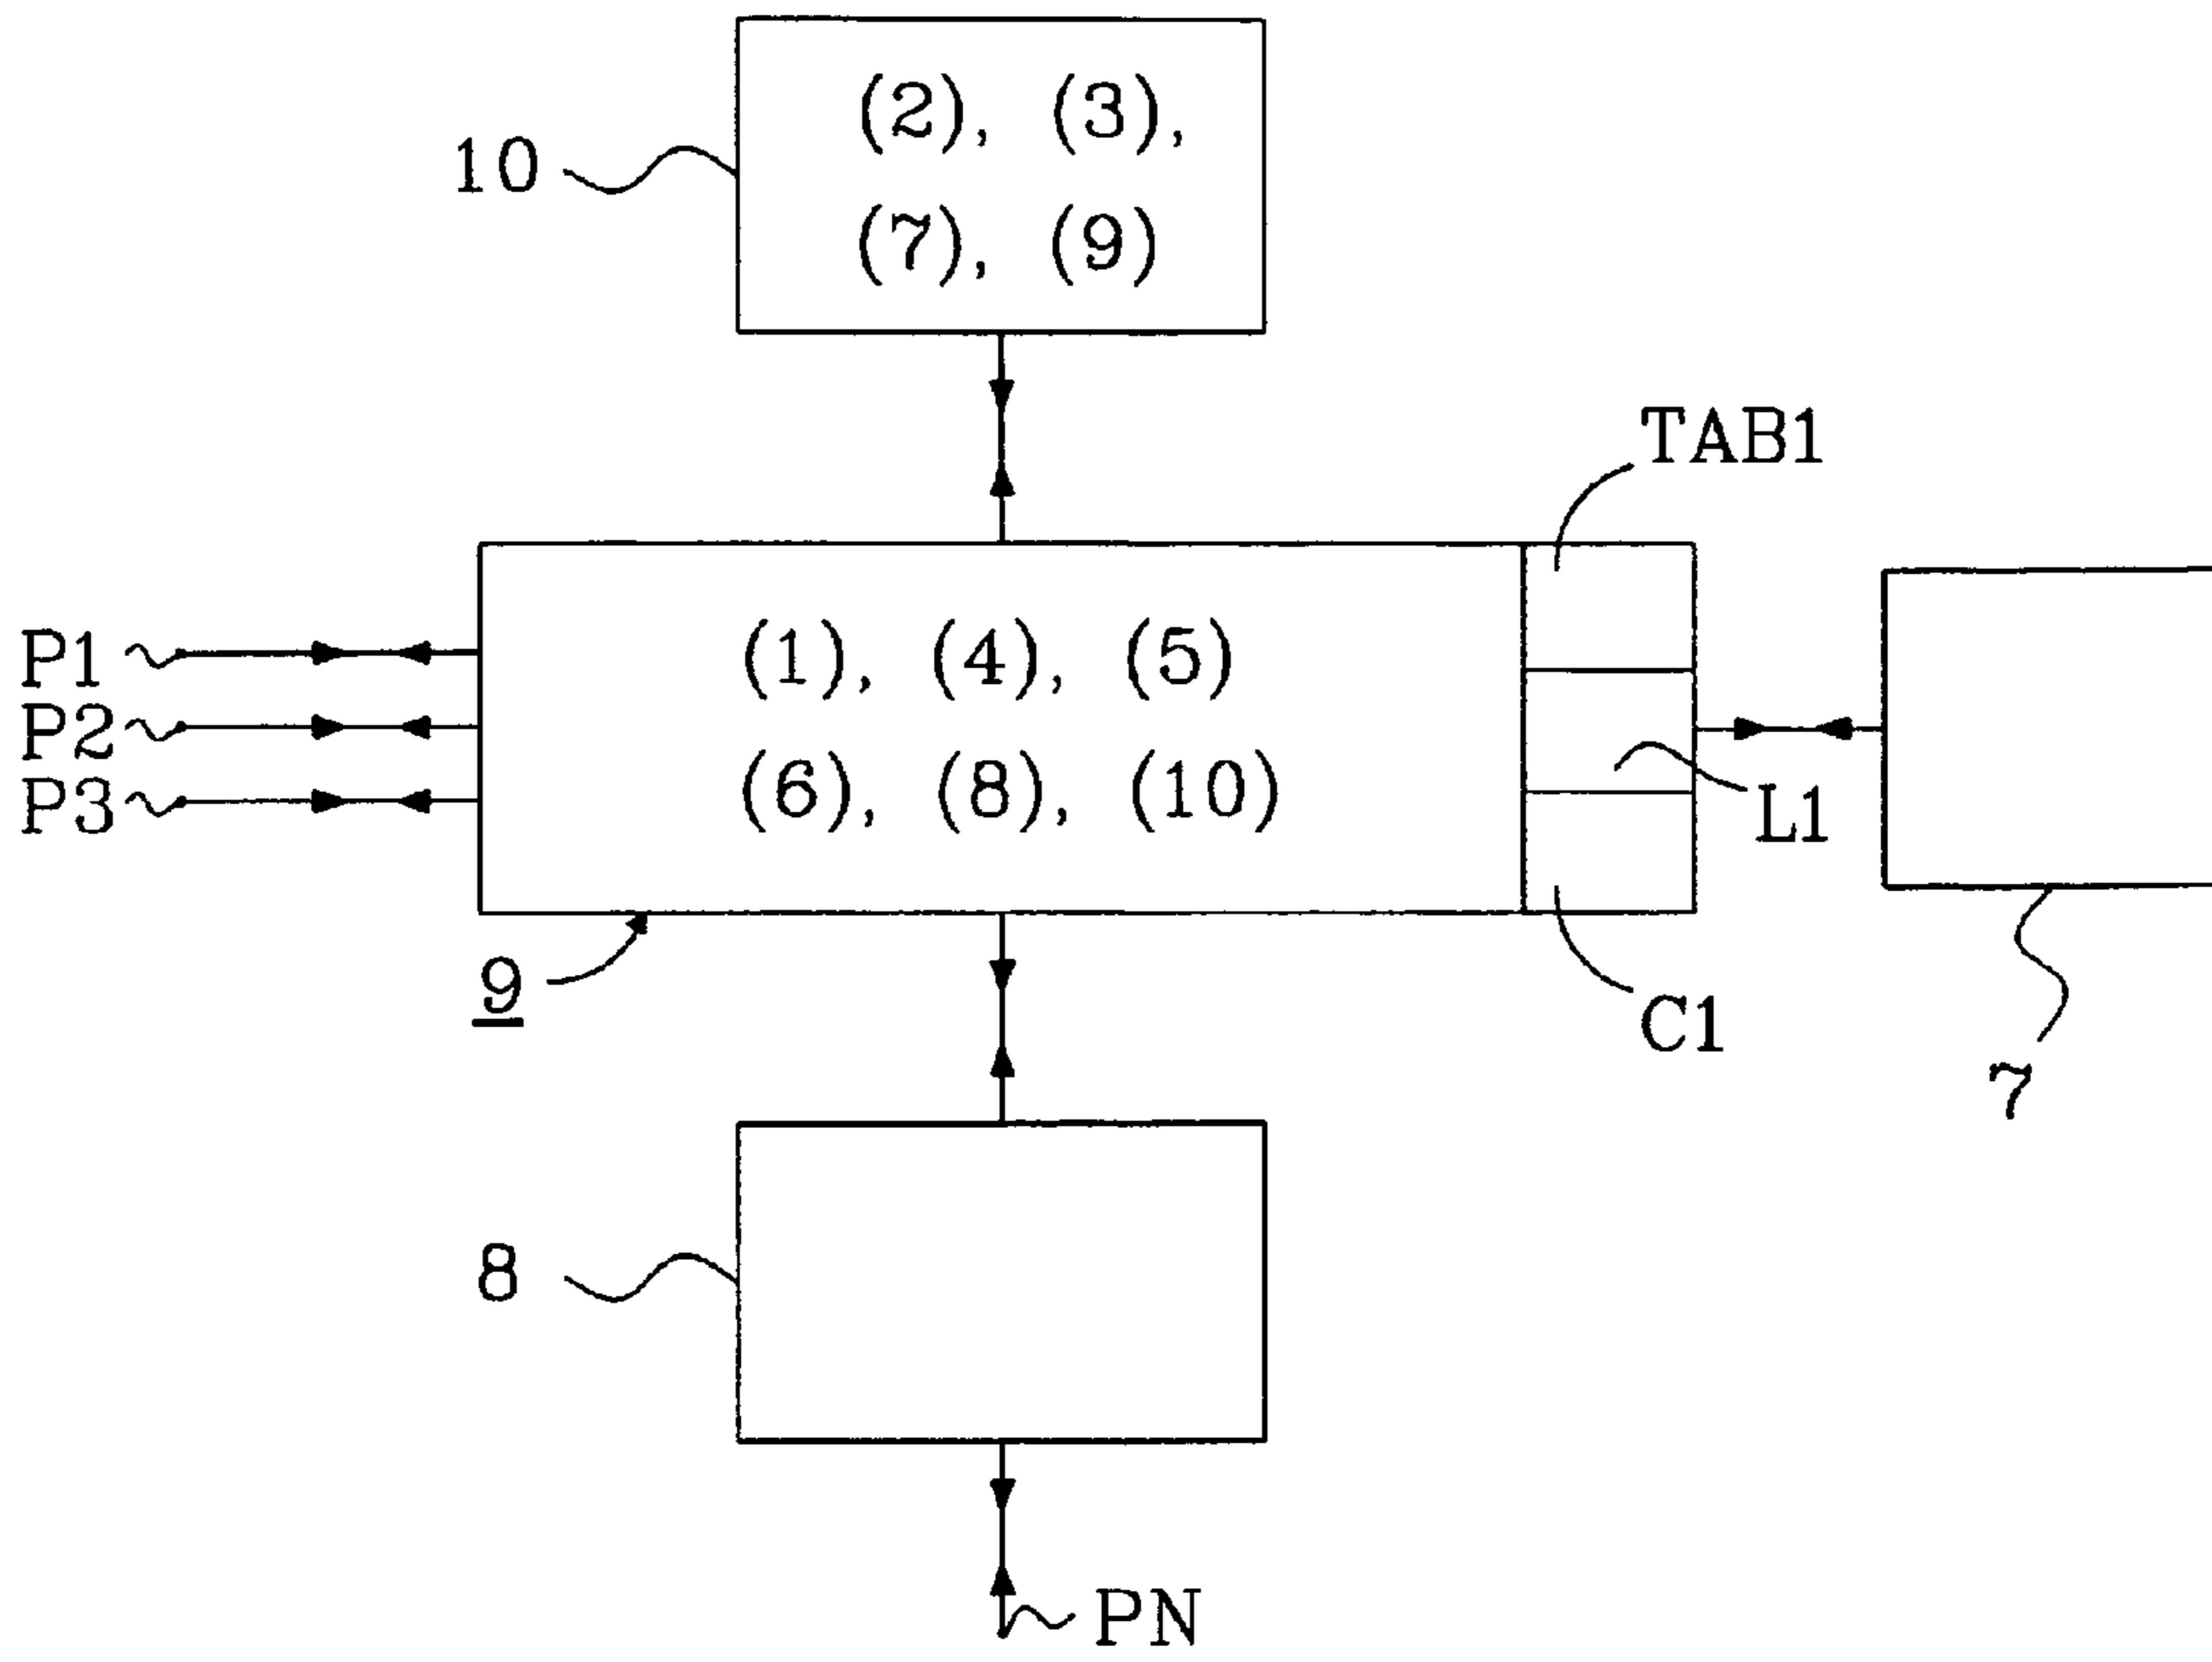 (2), (3),
10
(7), (9)
TAB1
P1
(1), (4), (5)
P2
P3
(6), (8), (10)
L1
9
C1
7
8
PN